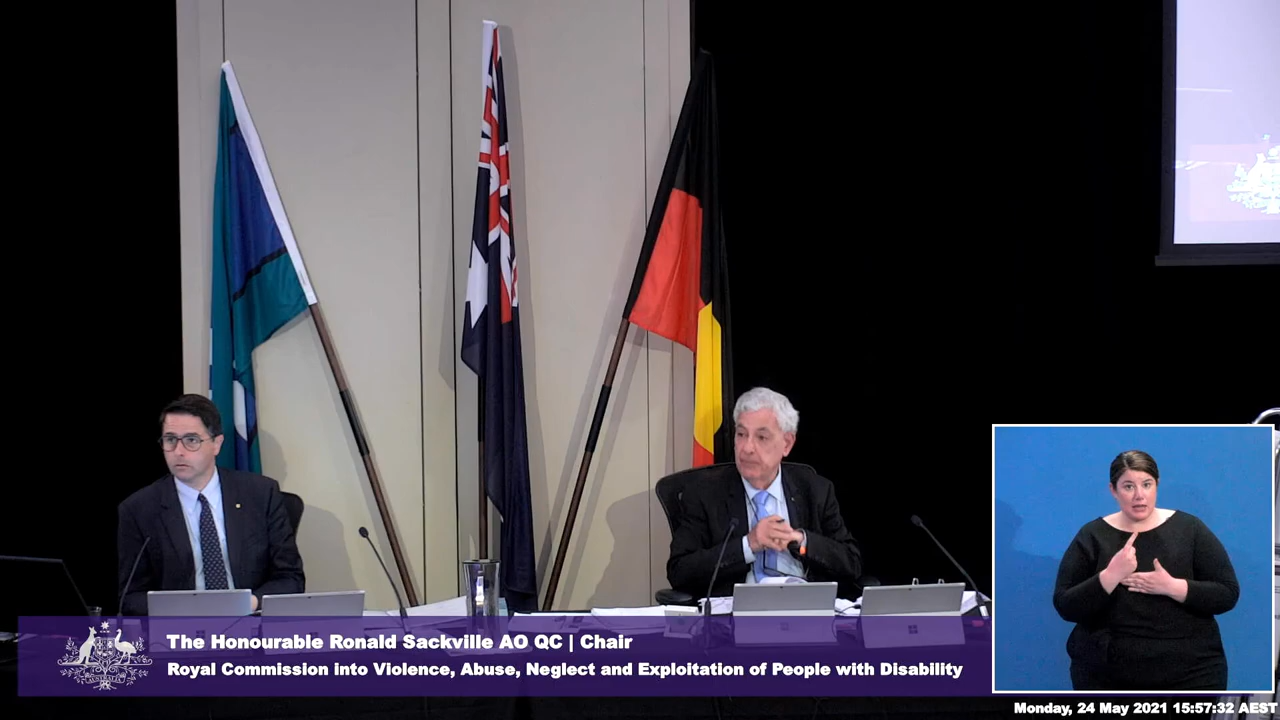 The Honourable Ronald Sackville AO QC | Chair
Royal Commission into Violence, Abuse, Neglect and Exploitation of People with Disability
AUSTRALIA
Monday, 24 May 2021 15:57:32 AEST